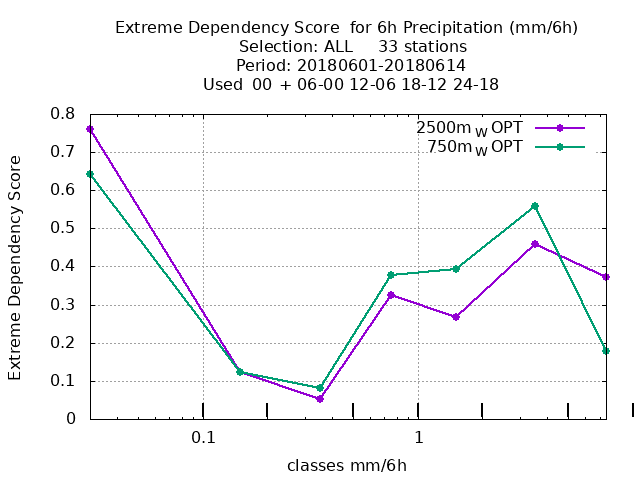 Extreme Dependency Score  for 6h Precipitation (mm/6h)
Selection: ALL     33 stations
Period: 20180601-20180614
Used  00  + 06-00 12-06 18-12 24-18
2500m_W OPT
750m_W OPT
Extreme Dependency Score
0.8
0.7
0.6
0.5
0.4
0.3
0.2
0.1
0
0.1
1
classes mm/6h